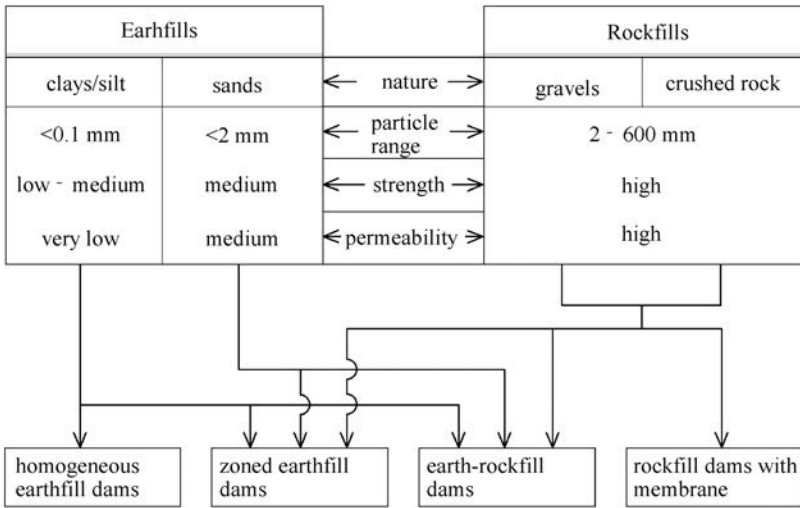 Earhfills
Rockfills
clays/silt
sands
nature
gravels
crushed rock
<0.1 mm
<2 mm
particle
range
2 - 600 mm
low - medium
medium
strength
high
very low
medium
permeability
high
homogeneous
earthfill dams
zoned earthfill
dams
earth-rockfill
dams
rockfill dams with
membrane